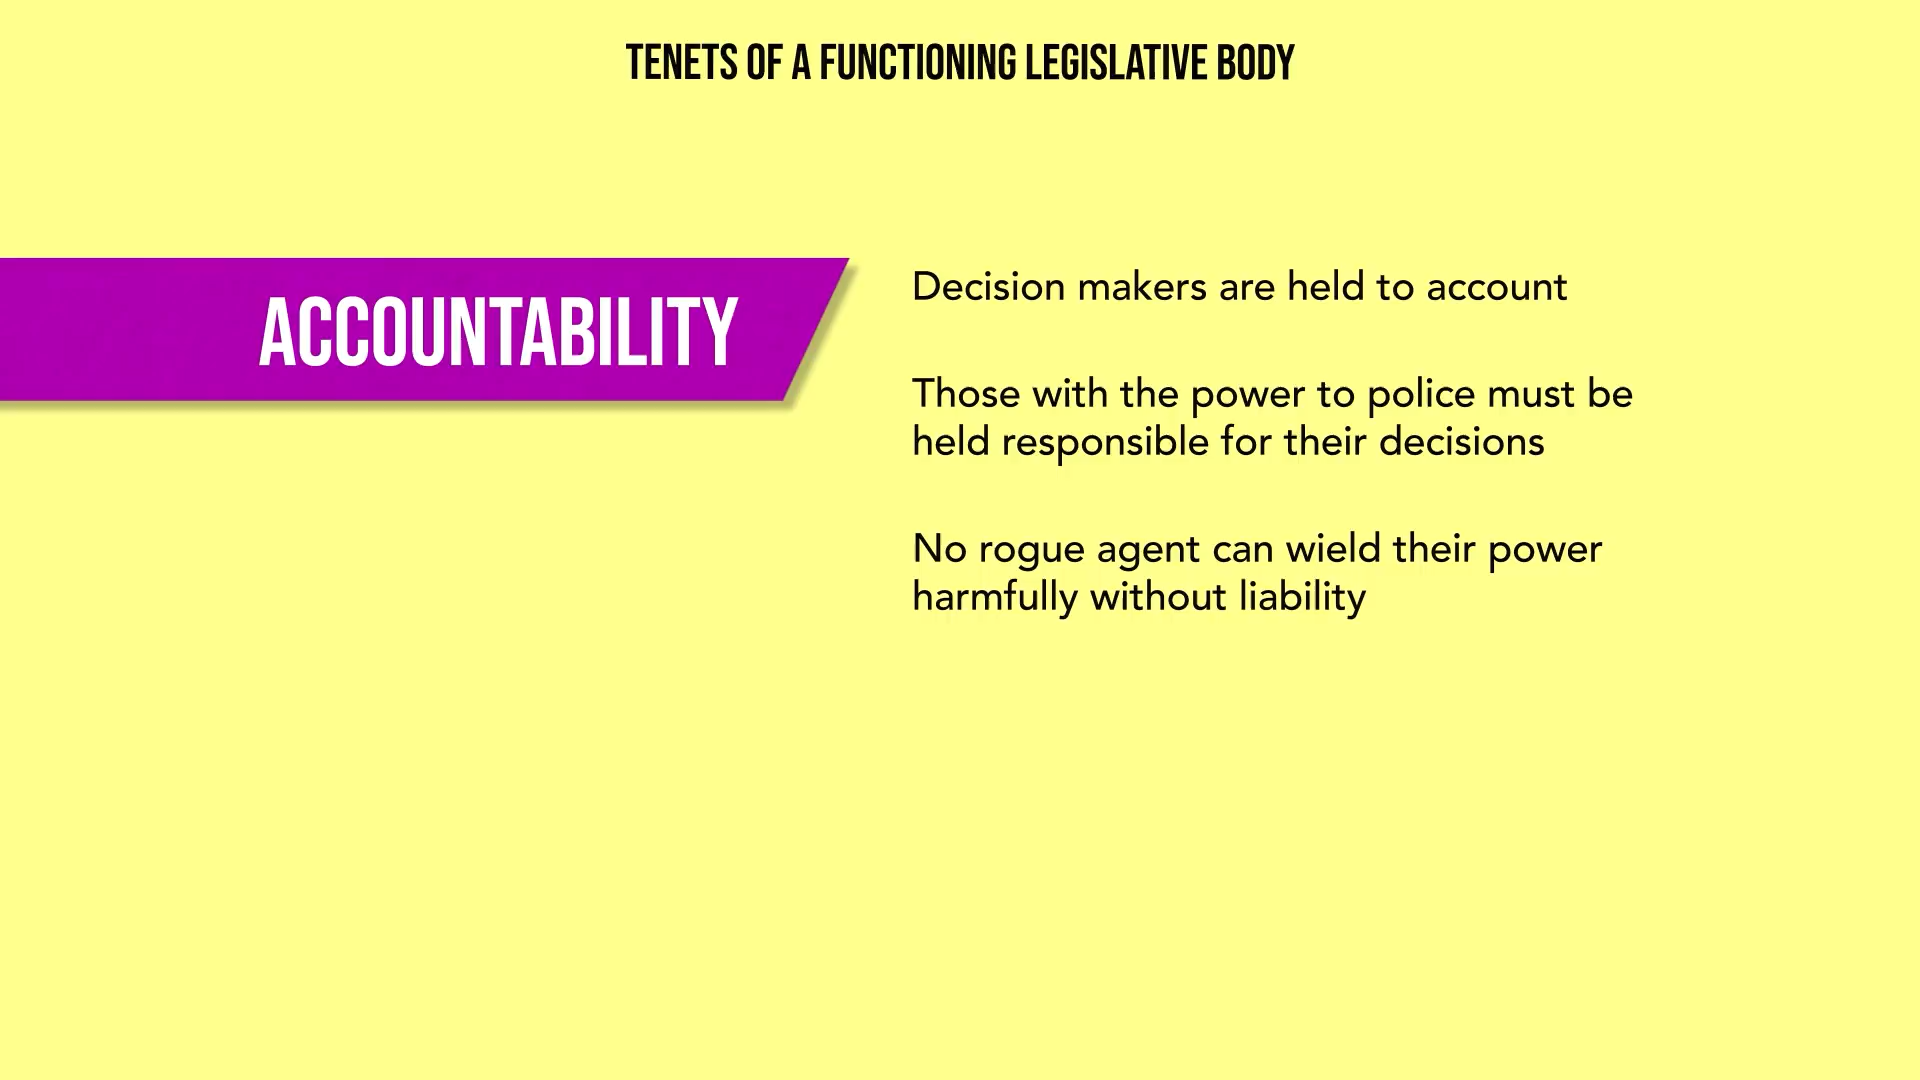 TENETS OF A FUNCTIONING LEGISLATIVE BODY
ACCOUNTABILITY
Decision makers are held to account
Those with the power to police must be
held responsible for their decisions
No rogue agent can wield their power
harmfully without liability